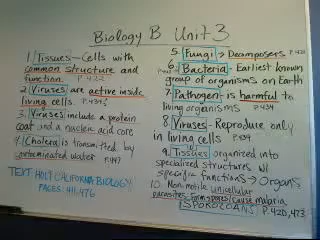 Biology B Unit 3
1. Tissues - Cells with
common structure and
function. P.422
2. Viruses are active inside
living cells. P.434
3. Viruses include a protein
coat and a nucleic acid core
4. Cholera is transmitted by
contaminated water P.447
TEXT: HOLT CALIFORNIA BIOLOGY
PAGES: 411-476
5. Fungi → Decomposers P.421
6. Bacteria - Earliest known
group of organisms on Earth
7. Pathogen is harmful to
living organisms P.434
8. Viruses - Reproduce only
in living cells P.434
9. Tissues organized into
specialized structures w/
specific functions → Organs
10. Non motile unicellular
parasites form spores/cause malaria
SPOROZOANS P.420, 473